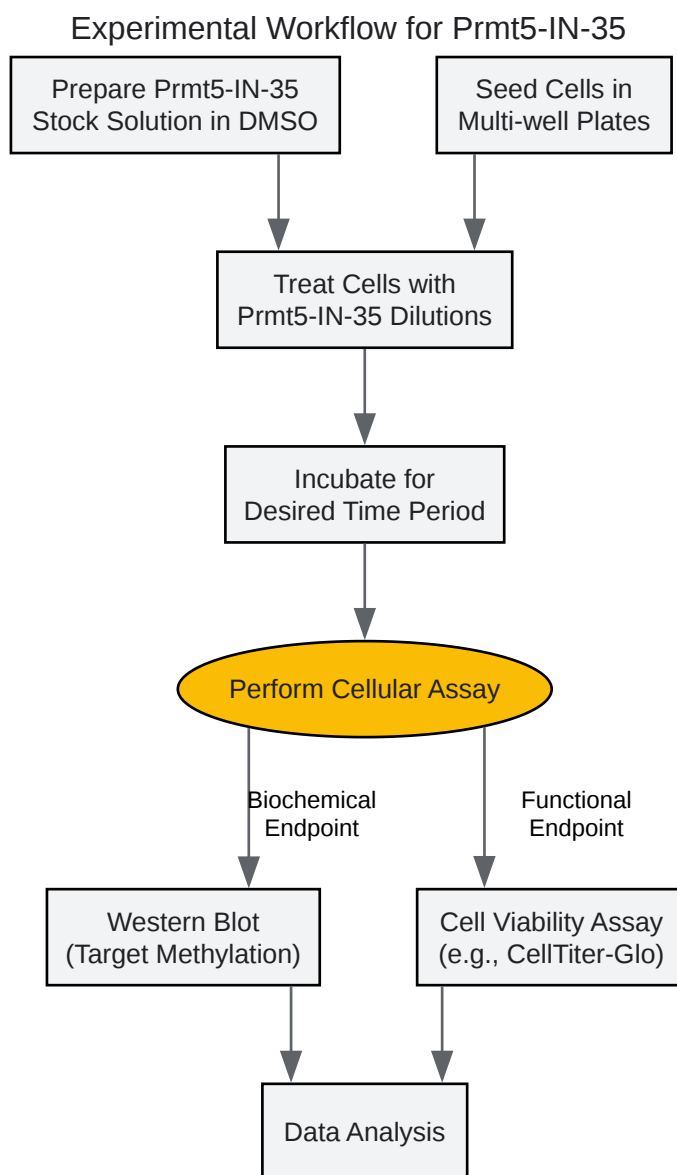 Experimental Workflow for Prmt5-IN-35
Prepare Prmt5-IN-35
Stock Solution in DMSO
Seed Cells in
Multi-well Plates
Treat Cells with
Prmt5-IN-35 Dilutions
Incubate for
Desired Time Period
Perform Cellular Assay
Biochemical
Endpoint
Functional
Endpoint
Western Blot
(Target Methylation)
Cell Viability Assay
(e.g., CellTiter-Glo)
Data Analysis